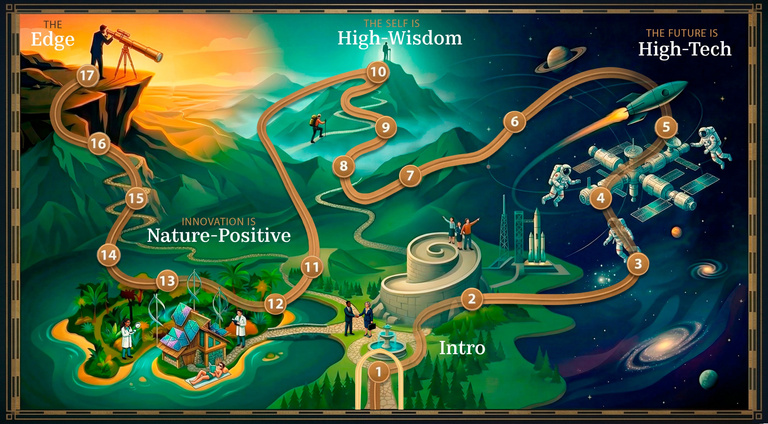 THE
Edge
THE SELF IS
High-Wisdom
THE FUTURE IS
High-Tech
17
10
16
9
6
5
8
7
15
4
INNOVATION IS
Nature-Positive
14
13
11
3
12
2
Intro
1